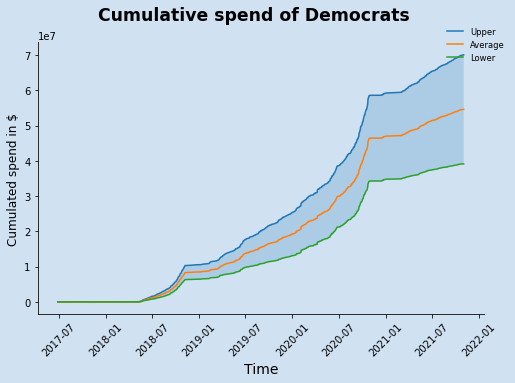 Cumulative spend of Democrats
1e7
Upper
Average
Lower
7
6
5
4
3
2
1
0
Cumulated spend in $
2017-07
2018-01
2018-07
2019-01
2019-07
2020-01
2020-07
2021-01
2021-07
2022-01
Time